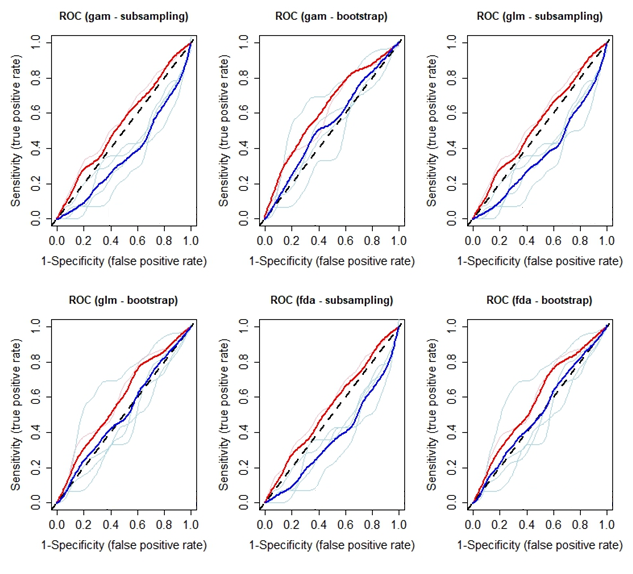 ROC (gam - subsampling)
ROC (gam - bootstrap)
ROC (glm - subsampling)
Sensitivity (true positive rate)
0.0 0.2 0.4 0.6 0.8 1.0
0.0 0.2 0.4 0.6 0.8 1.0
1-Specificity (false positive rate)
Sensitivity (true positive rate)
0.0 0.2 0.4 0.6 0.8 1.0
0.0 0.2 0.4 0.6 0.8 1.0
1-Specificity (false positive rate)
Sensitivity (true positive rate)
0.0 0.2 0.4 0.6 0.8 1.0
0.0 0.2 0.4 0.6 0.8 1.0
1-Specificity (false positive rate)
ROC (glm - bootstrap)
ROC (fda - subsampling)
ROC (fda - bootstrap)
Sensitivity (true positive rate)
0.0 0.2 0.4 0.6 0.8 1.0
0.0 0.2 0.4 0.6 0.8 1.0
1-Specificity (false positive rate)
Sensitivity (true positive rate)
0.0 0.2 0.4 0.6 0.8 1.0
0.0 0.2 0.4 0.6 0.8 1.0
1-Specificity (false positive rate)
Sensitivity (true positive rate)
0.0 0.2 0.4 0.6 0.8 1.0
0.0 0.2 0.4 0.6 0.8 1.0
1-Specificity (false positive rate)